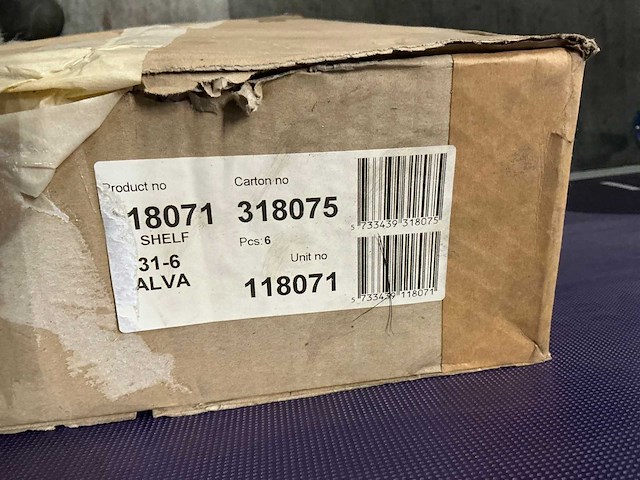 Product no
Carton no
18071
318075
SHELF
Pcs: 6
31-6
Unit no
ALVA
118071
5 733439 318075
5 733439 118071